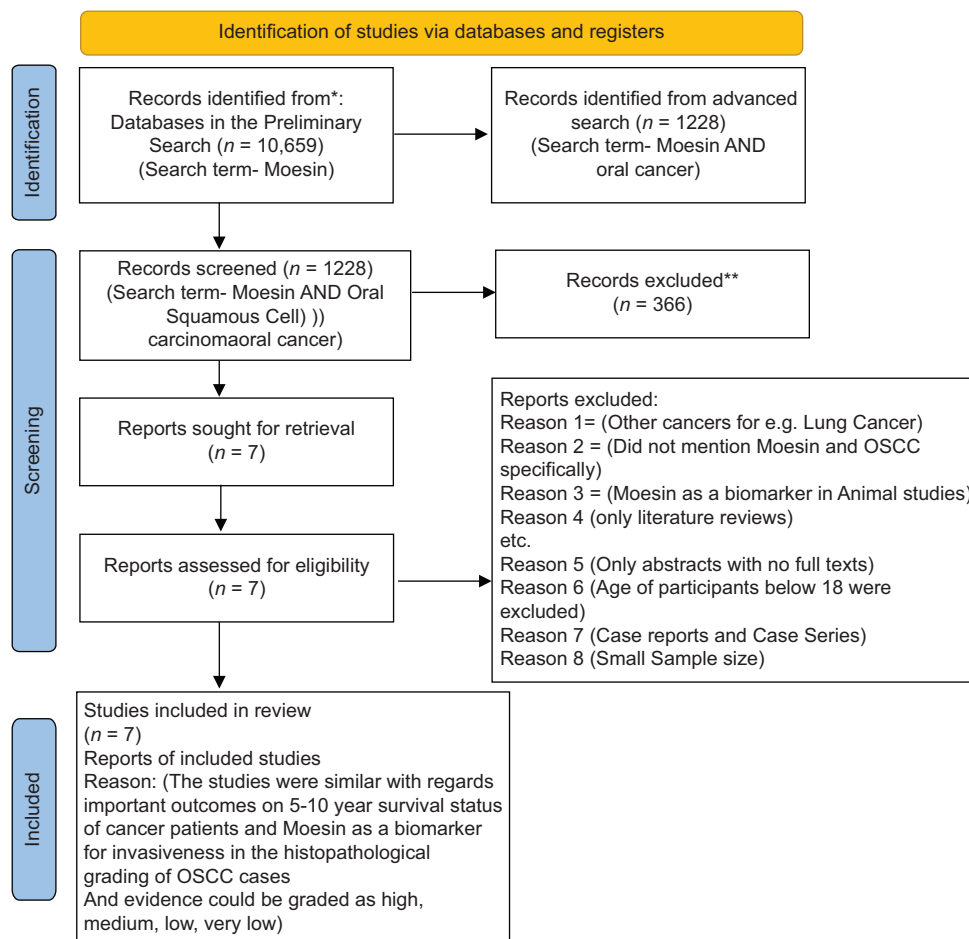 Identification of studies via databases and registers
Identification
Records identified from*:
Databases in the Preliminary
Search (n = 10,659)
(Search term- Moesin)
Records identified from advanced
search (n = 1228)
(Search term- Moesin AND
oral cancer)
Screening
Records screened (n = 1228)
(Search term- Moesin AND Oral
Squamous Cell) ))
carcinomaoral cancer)
Records excluded**
(n = 366)
Reports sought for retrieval
(n = 7)
Reports assessed for eligibility
(n = 7)
Reports excluded:
Reason 1= (Other cancers for e.g. Lung Cancer)
Reason 2 = (Did not mention Moesin and OSCC
specifically)
Reason 3 = (Moesin as a biomarker in Animal studies)
Reason 4 (only literature reviews)
etc.
Reason 5 (Only abstracts with no full texts)
Reason 6 (Age of participants below 18 were
excluded)
Reason 7 (Case reports and Case Series)
Reason 8 (Small Sample size)
Included
Studies included in review
(n = 7)
Reports of included studies
Reason: (The studies were similar with regards
important outcomes on 5-10 year survival status
of cancer patients and Moesin as a biomarker
for invasiveness in the histopathological
grading of OSCC cases
And evidence could be graded as high,
medium, low, very low)